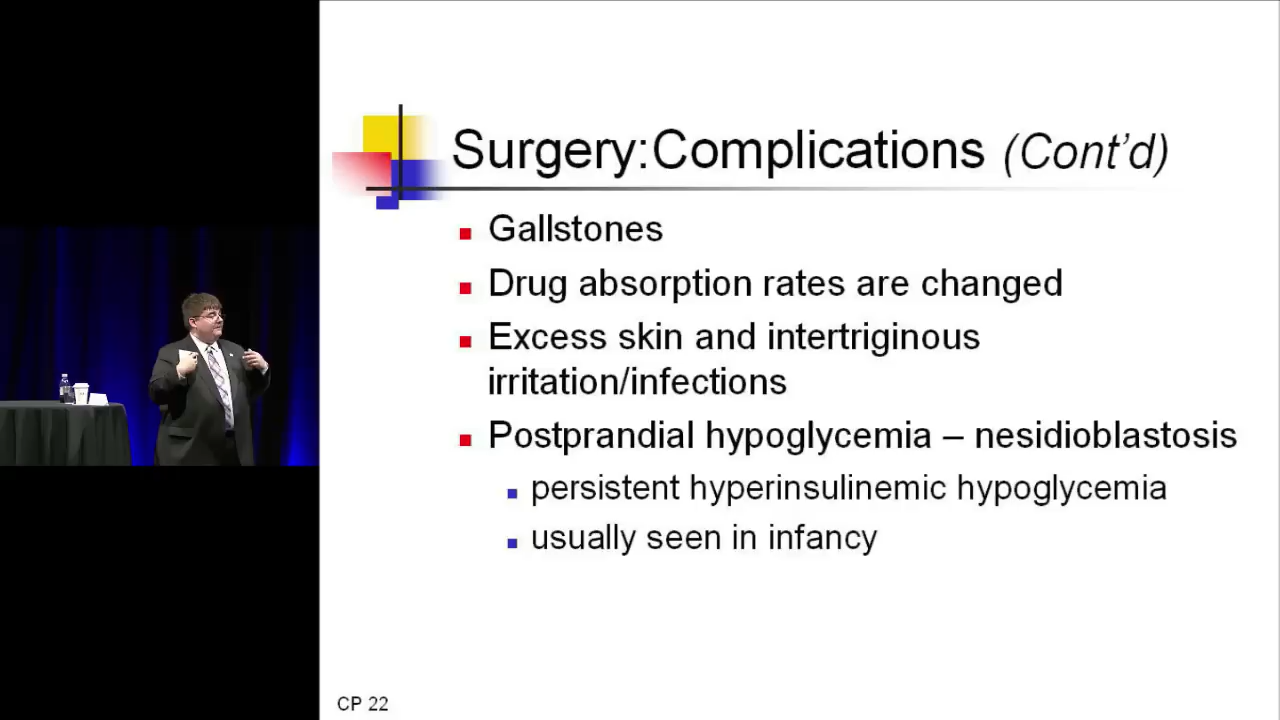 Surgery:Complications (Cont’d)
Gallstones
Drug absorption rates are changed
Excess skin and intertriginous
irritation/infections
Postprandial hypoglycemia – nesidioblastosis
persistent hyperinsulinemic hypoglycemia
usually seen in infancy
CP 22